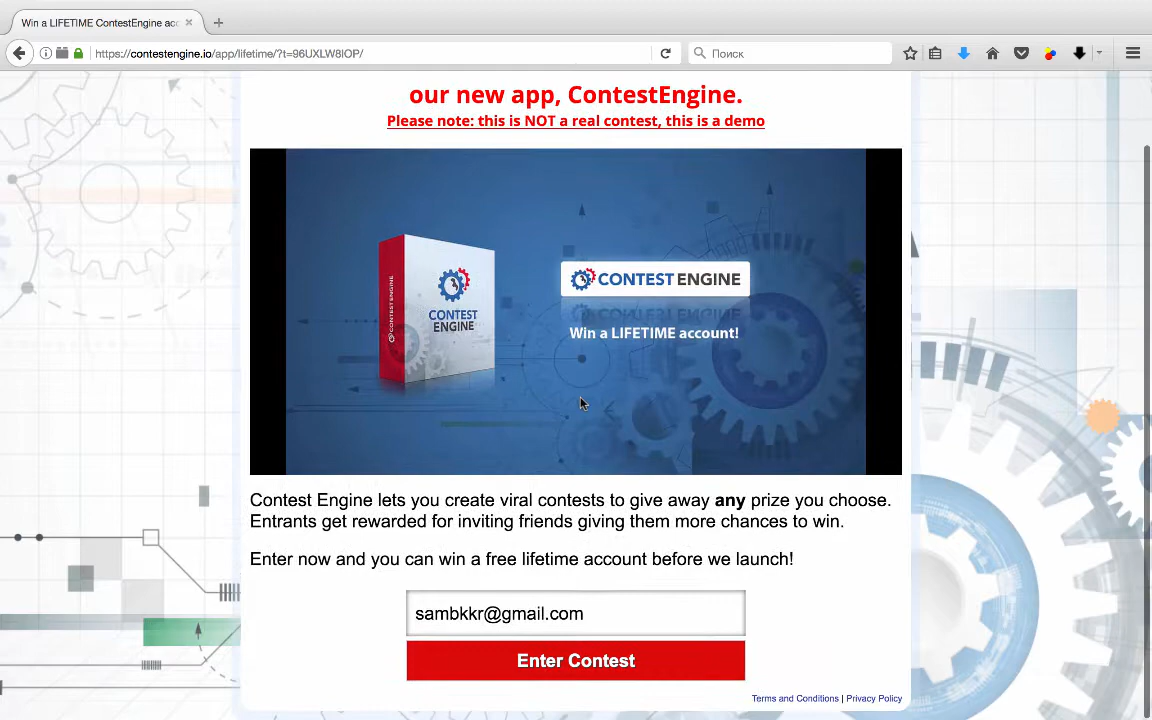 Win a LIFETIME ContestEngine acc
https://contestengine.io/app/lifetime/?t=96UXLW8IOP/
Поиск
our new app, ContestEngine.
Please note: this is NOT a real contest, this is a demo
CONTESTENGINE
CONTEST
ENGINE
CONTEST ENGINE
Win a LIFETIME account!
Contest Engine lets you create viral contests to give away any prize you choose.
Entrants get rewarded for inviting friends giving them more chances to win.
Enter now and you can win a free lifetime account before we launch!
sambkkr@gmail.com
Enter Contest
Terms and Conditions | Privacy Policy